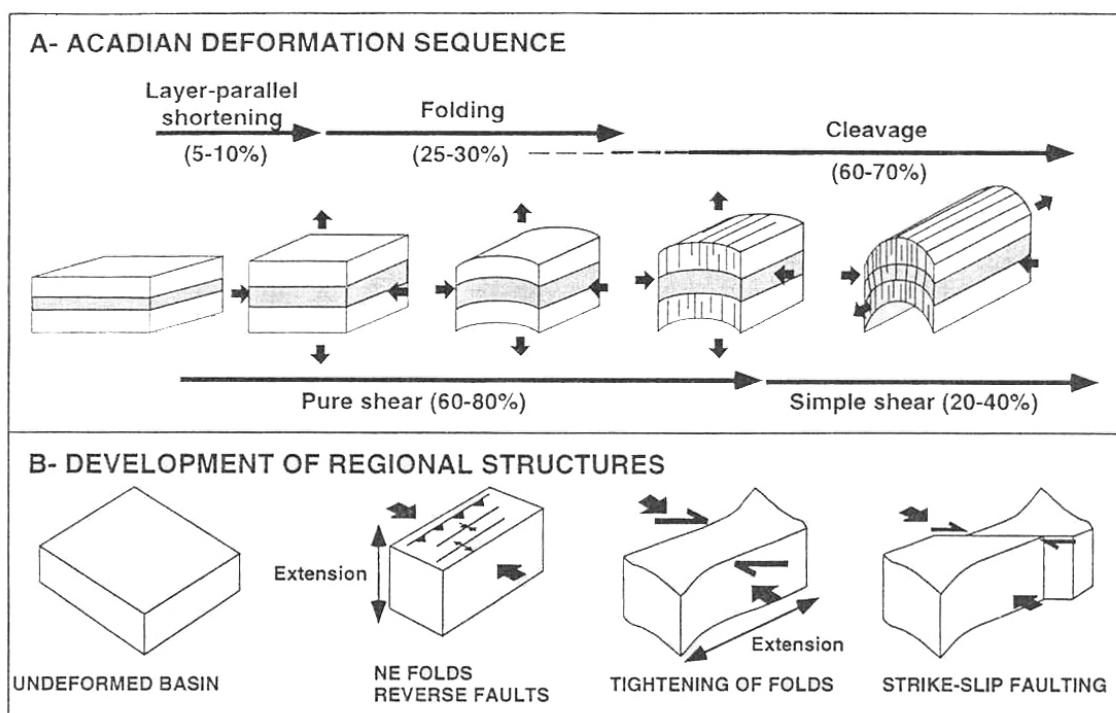 A- ACADIAN DEFORMATION SEQUENCE
Layer-parallel
shortening
(5-10%)
Folding
(25-30%)
Cleavage
(60-70%)
Pure shear (60-80%)
Simple shear (20-40%)
B- DEVELOPMENT OF REGIONAL STRUCTURES
Extension
Extension
UNDEFORMED BASIN
NE FOLDS
REVERSE FAULTS
TIGHTENING OF FOLDS
STRIKE-SLIP FAULTING